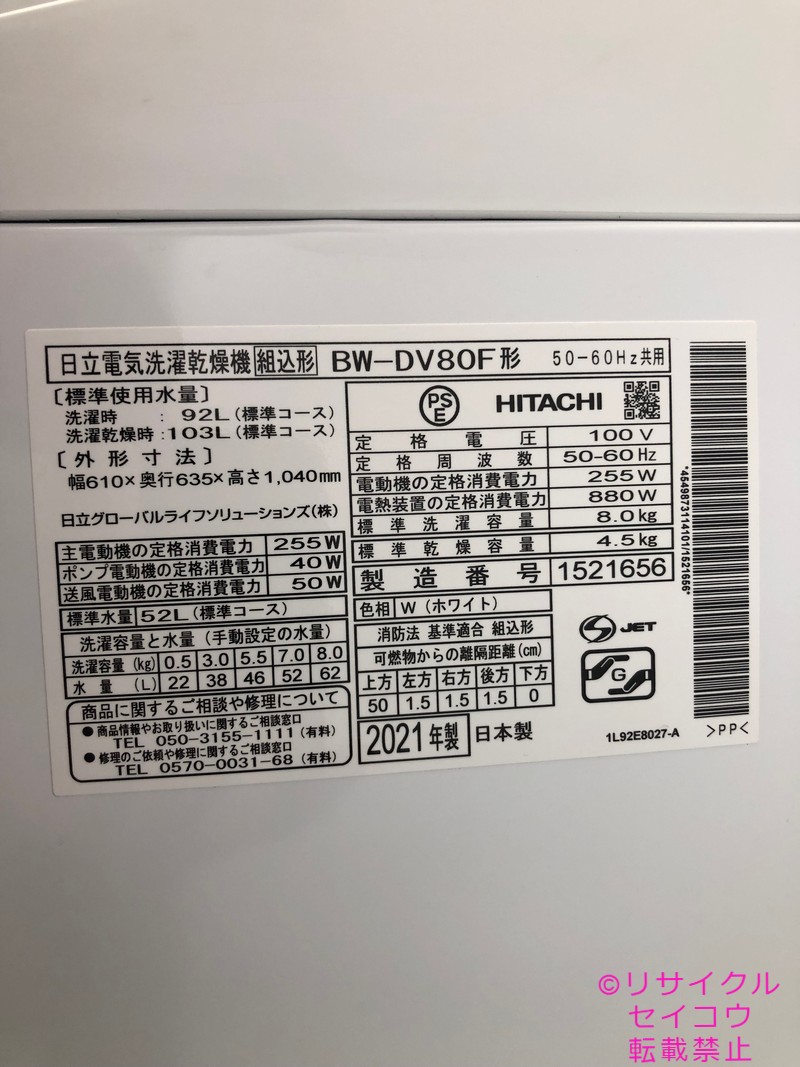 日立電気洗濯乾燥機 組込形 BW-DV80F形 50-60Hz共用
〔標準使用水量〕
洗濯時 : 92L(標準コース)
洗濯乾燥時 : 103L(標準コース)
〔外形寸法〕
幅610×奥行635×高さ1,040mm
日立グローバルライフソリューションズ(株)
主電動機の定格消費電力 255W
ポンプ電動機の定格消費電力 40W
送風電動機の定格消費電力 50W
標準水量 52L(標準コース)
洗濯容量と水量(手動設定の水量)
洗濯容量(kg) 0.5 3.0 5.5 7.0 8.0
水量(L) 22 38 46 52 62
商品に関するご相談や修理について
●商品情報やお取り扱いに関するご相談窓口
TEL 050-3155-1111(有料)
●修理のご依頼や修理に関するご相談窓口
TEL 0570-0031-68(有料)
PS
E
HITACHI
定格電圧 100V
定格周波数 50-60Hz
電動機の定格消費電力 255W
電熱装置の定格消費電力 880W
標準洗濯容量 8.0kg
標準乾燥容量 4.5kg
製造番号 1521656
色相 W(ホワイト)
消防法 基準適合 組込形
可燃物からの離隔距離(cm)
上方 左方 右方 後方 下方
50 1.5 1.5 1.5 0
2021年製 日本製
JET
G
1L92E8027-A
>PP<
*4549873114101/1521656*
©リサイクル
セイコウ
転載禁止